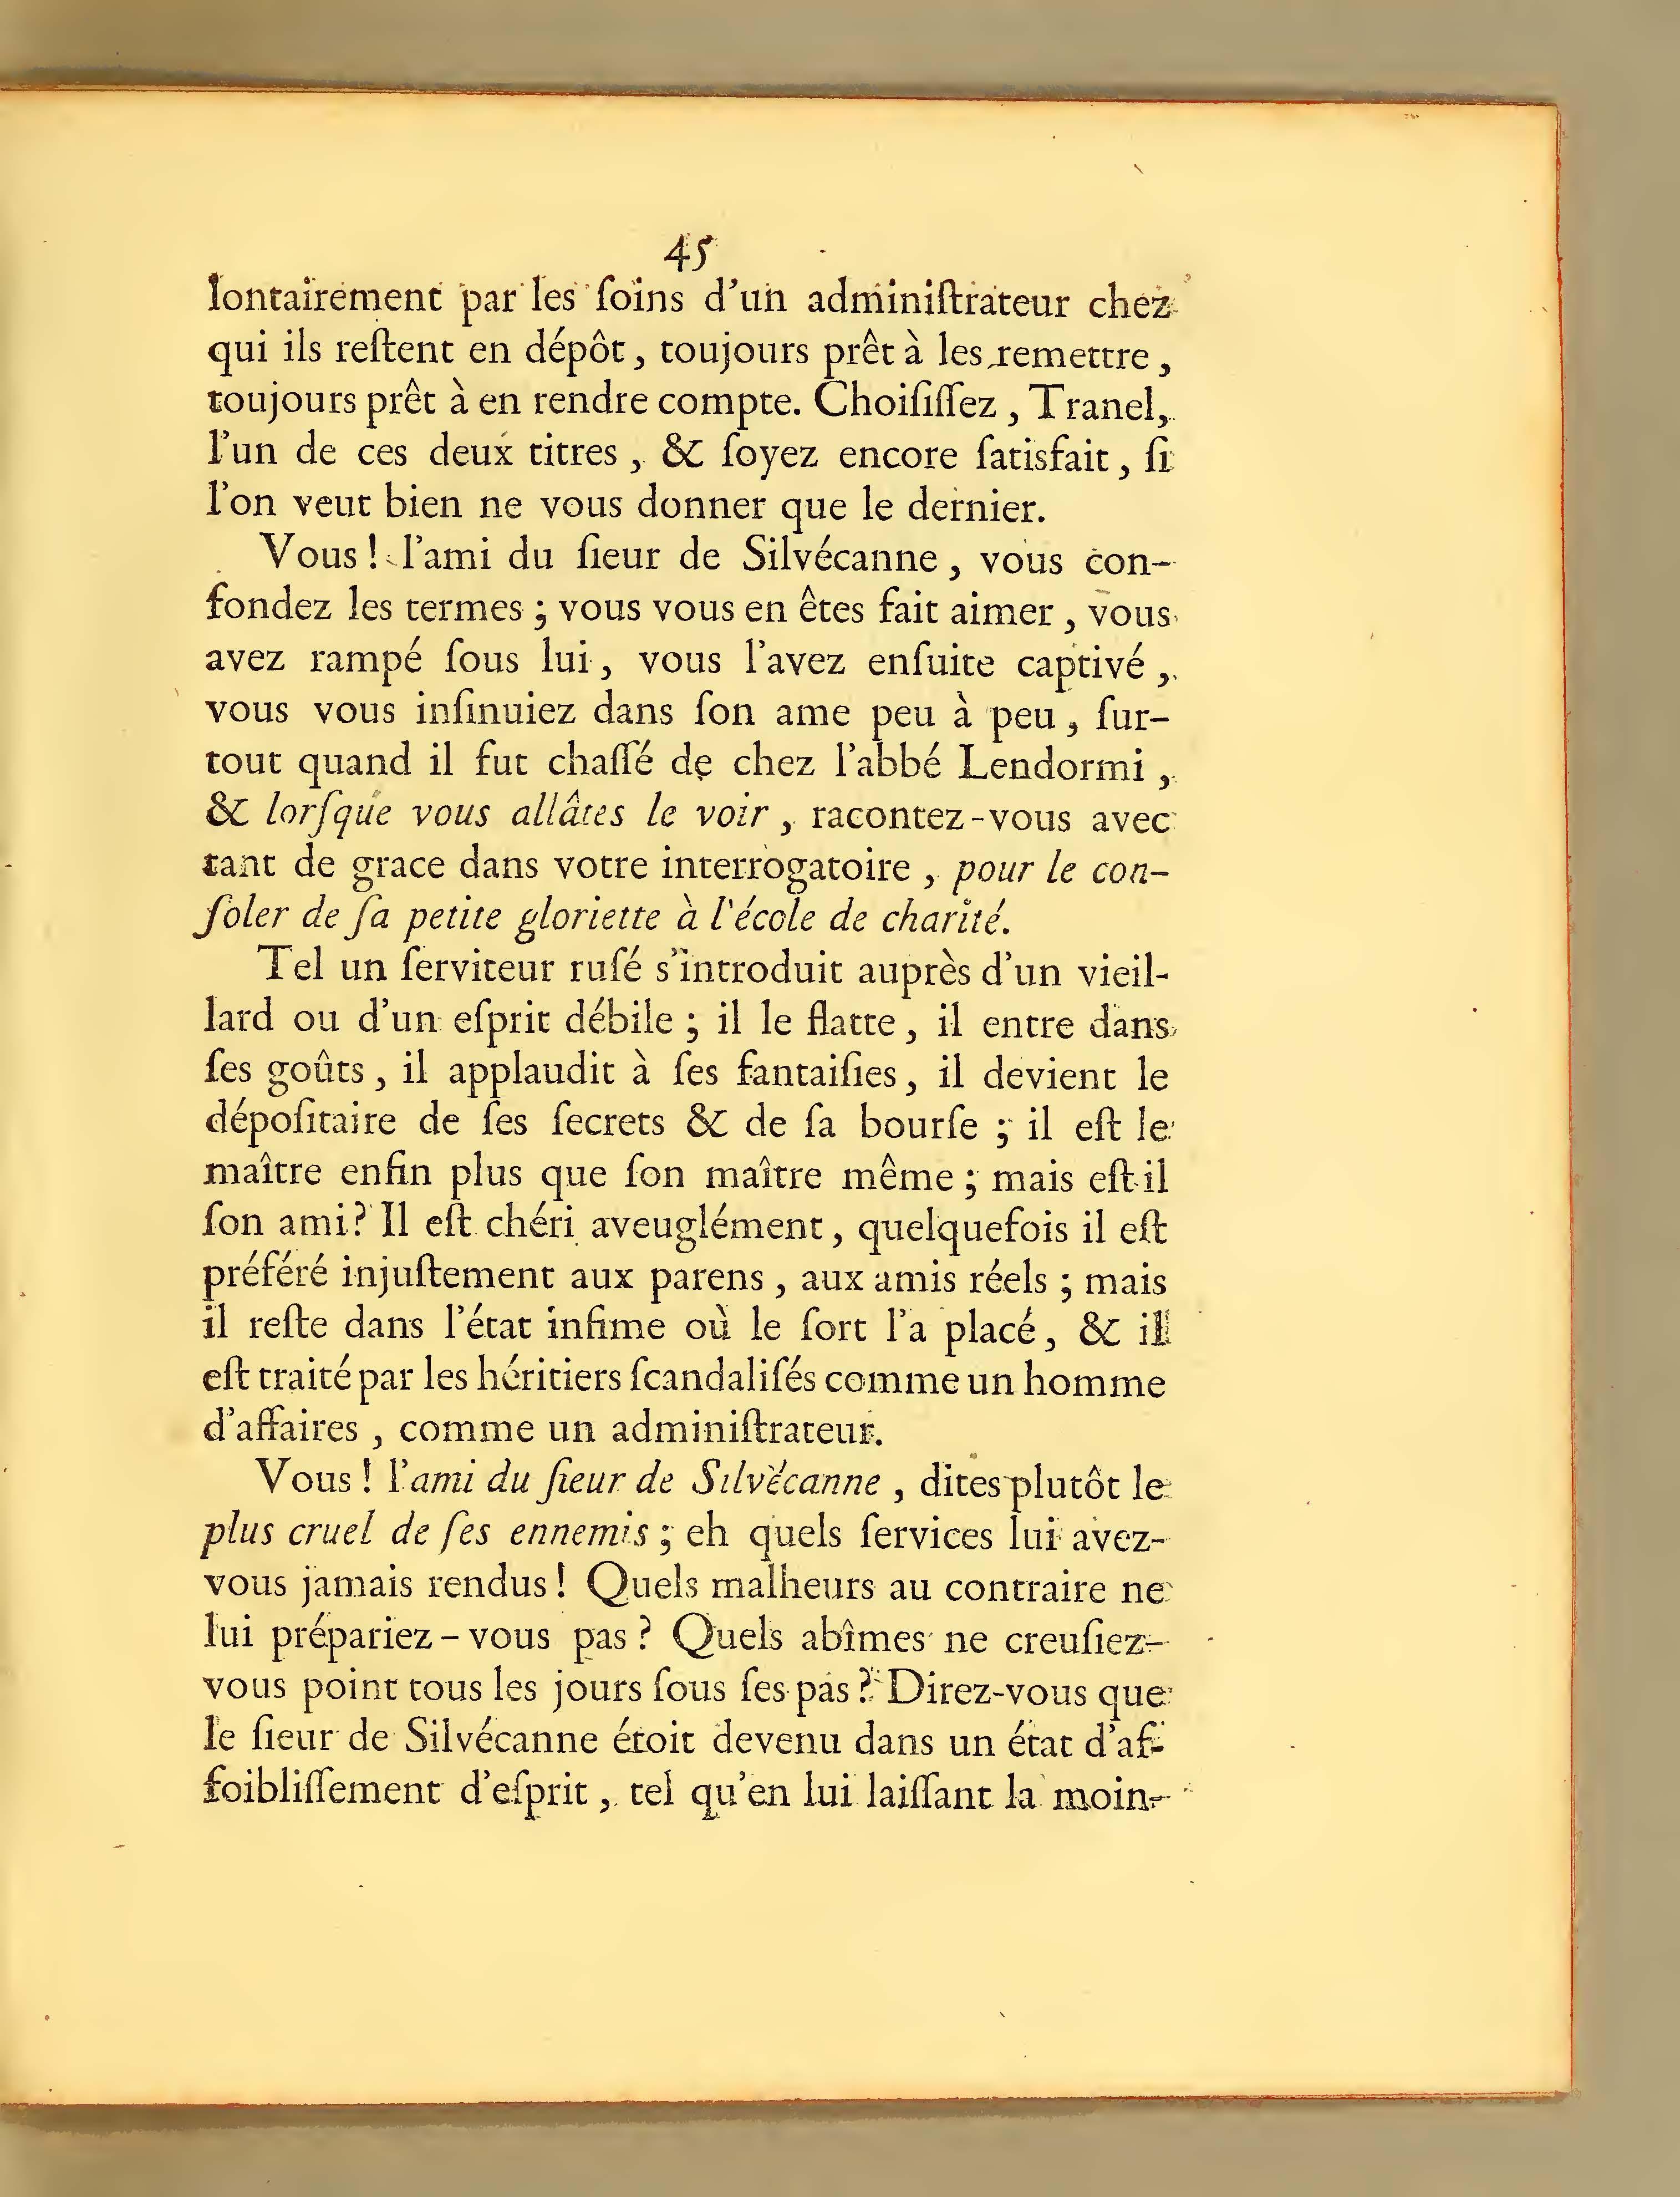 45
lontairement par les ſoins d'un adminiſtrateur chez
qui ils reſtent en dépôt, toujours prêt à les remettre,
toujours prêt à en rendre compte. Choiſiſſez, Tranel,
l'un de ces deux titres, & ſoyez encore ſatisfait, ſi
l'on veut bien ne vous donner que le dernier.
Vous ! l'ami du ſieur de Silvécanne, vous con-
fondez les termes ; vous vous en êtes fait aimer, vous
avez rampé ſous lui, vous l'avez enſuite captivé,
vous vous inſinuiez dans ſon ame peu à peu, ſur-
tout quand il fut chaſſé de chez l'abbé Lendormi,
& lorſque vous allâtes le voir, racontez-vous avec
tant de grace dans votre interrogatoire, pour le con-
ſoler de ſa petite gloriette à l'école de charité.
Tel un ſerviteur ruſé s'introduit auprès d'un vieil-
lard ou d'un eſprit débile ; il le flatte, il entre dans
ſes goûts, il applaudit à ſes fantaiſies, il devient le
dépoſitaire de ſes ſecrets & de ſa bourſe ; il eſt le
maître enfin plus que ſon maître même ; mais eſt-il
ſon ami ? Il eſt chéri aveuglément, quelquefois il eſt
préféré injuſtement aux parens, aux amis réels ; mais
il reſte dans l'état infime où le ſort l'a placé, & il
eſt traité par les héritiers ſcandaliſés comme un homme
d'affaires, comme un adminiſtrateur.
Vous ! l'ami du ſieur de Silvécanne, dites plutôt le
plus cruel de ſes ennemis ; eh quels ſervices lui avez-
vous jamais rendus ! Quels malheurs au contraire ne
lui prépariez-vous pas ? Quels abîmes ne creuſiez-
vous point tous les jours ſous ſes pas ? Direz-vous que
le ſieur de Silvécanne étoit devenu dans un état d'af-
foibliſſement d'eſprit, tel qu'en lui laiſſant la moin-